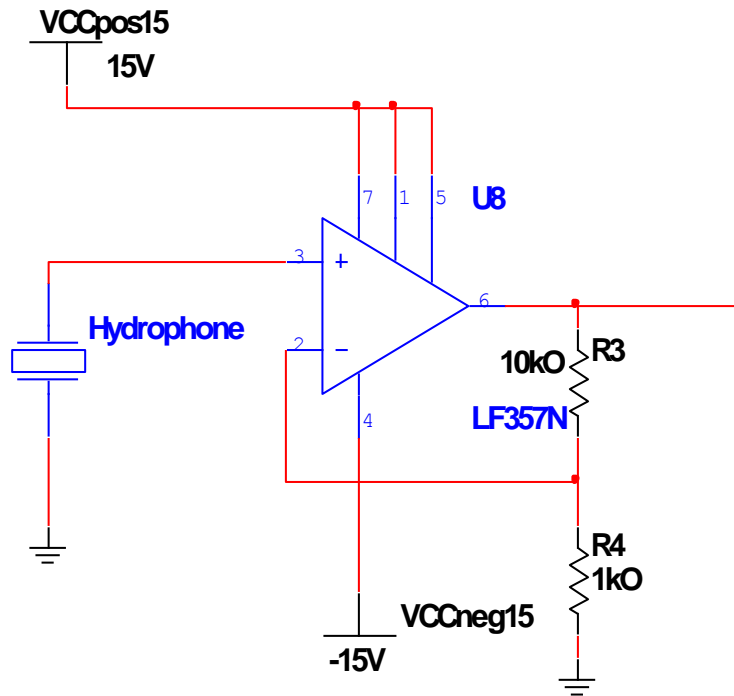 VCCpos15
15V
7
1
5
U8
3
+
6
Hydrophone
2
−
R3
10kO
LF357N
4
R4
1kO
VCCneg15
-15V